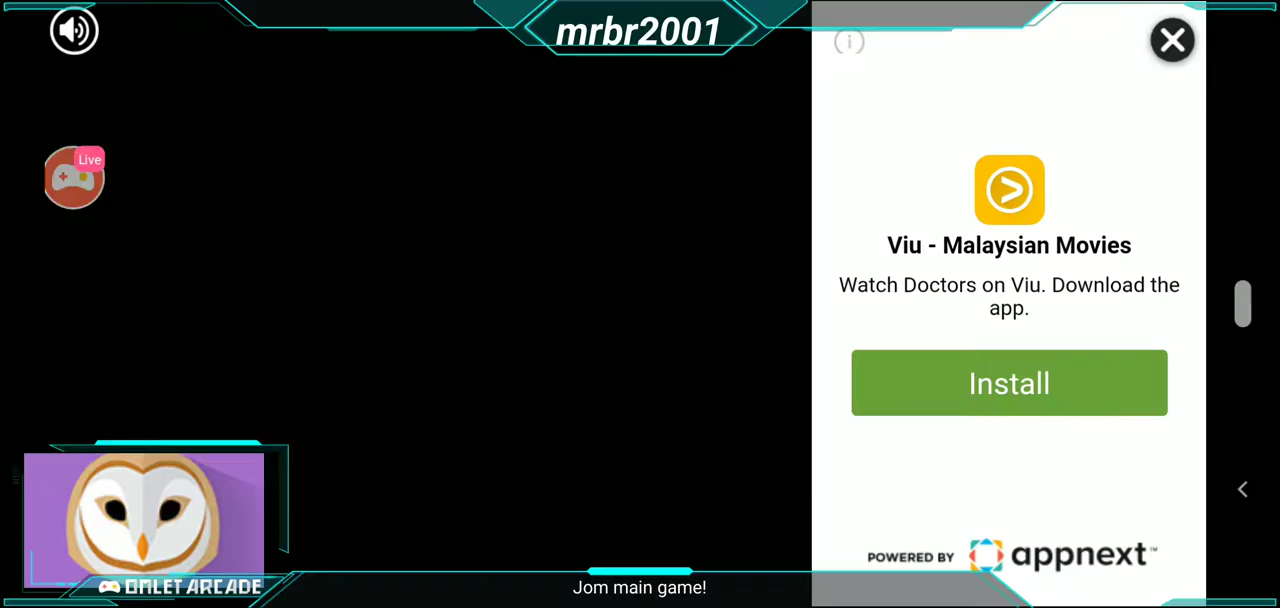 mrbr2001
Live
Viu - Malaysian Movies
Watch Doctors on Viu. Download the
app.
Install
POWERED BY appnext™
OMLET ARCADE
Jom main game!